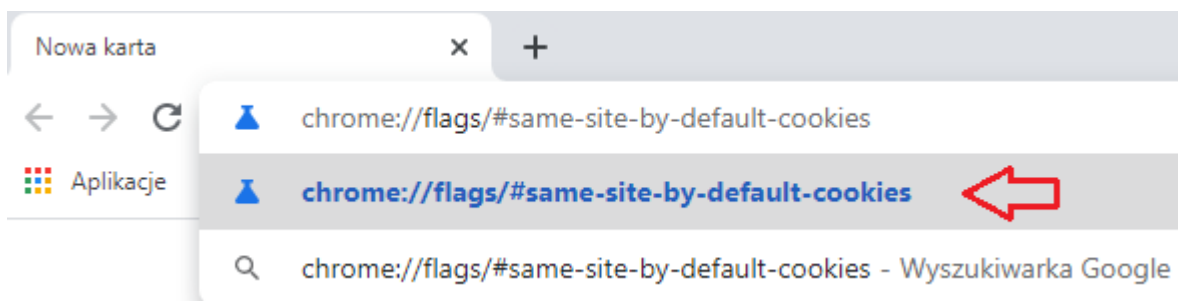 Nowa karta
chrome://flags/#same-site-by-default-cookies
Aplikacje
chrome://flags/#same-site-by-default-cookies
chrome://flags/#same-site-by-default-cookies - Wyszukiwarka Google